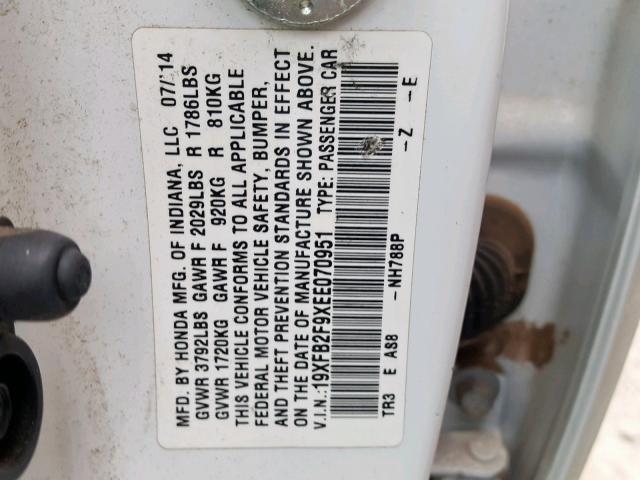 MFD. BY HONDA MFG. OF INDIANA, LLC 07/'14
GVWR 3792LBS GAWR F 2029LBS R 1786LBS
GVWR 1720KG GAWR F 920KG R 810KG
THIS VEHICLE CONFORMS TO ALL APPLICABLE
FEDERAL MOTOR VEHICLE SAFETY, BUMPER,
AND THEFT PREVENTION STANDARDS IN EFFECT
ON THE DATE OF MANUFACTURE SHOWN ABOVE.
V.I.N.: 19XFB2F9XEE070951 TYPE: PASSENGER CAR
TR3 E AS8 -NH788P -Z -E